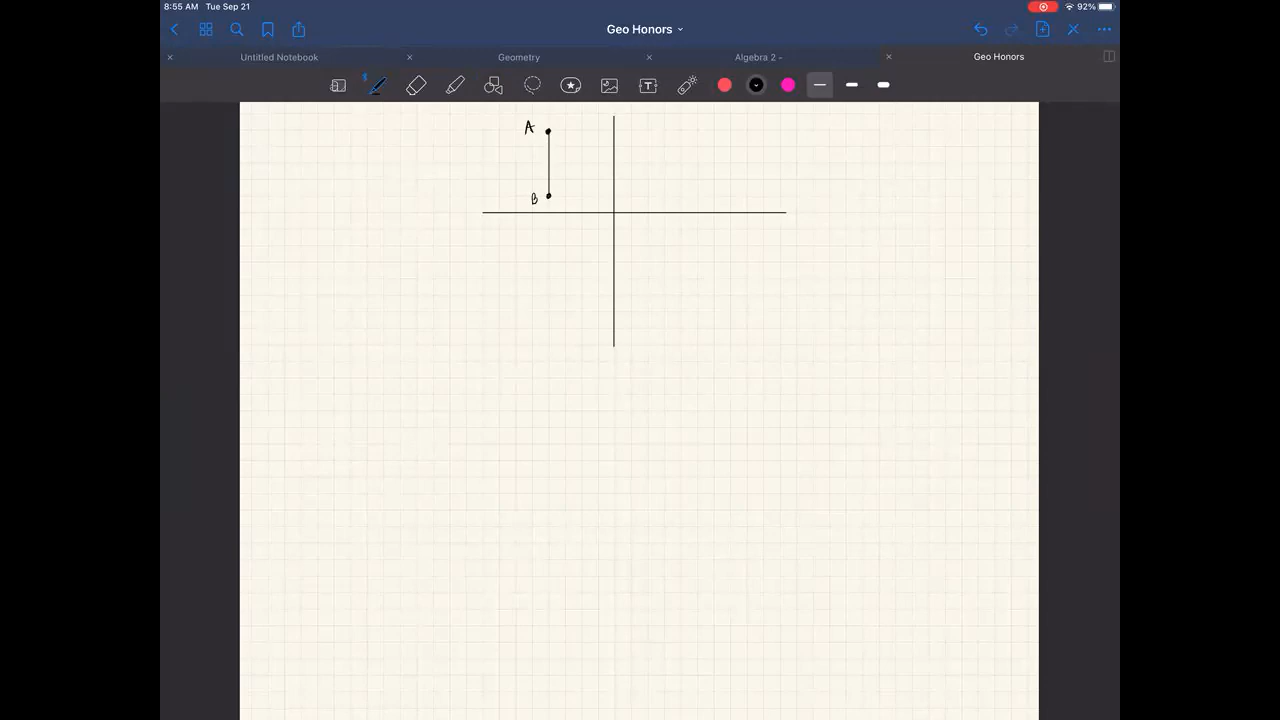 8:55 AM Tue Sep 21
92%
Geo Honors
Untitled Notebook
Geometry
Algebra 2 -
Geo Honors
A
B